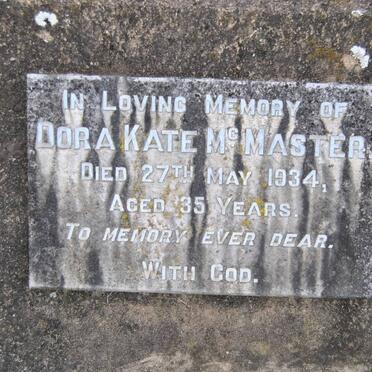 IN LOVING MEMORY OF
DORA KATE McMASTER
DIED 27TH MAY 1934,
AGED 35 YEARS.
TO MEMORY EVER DEAR.
WITH GOD.